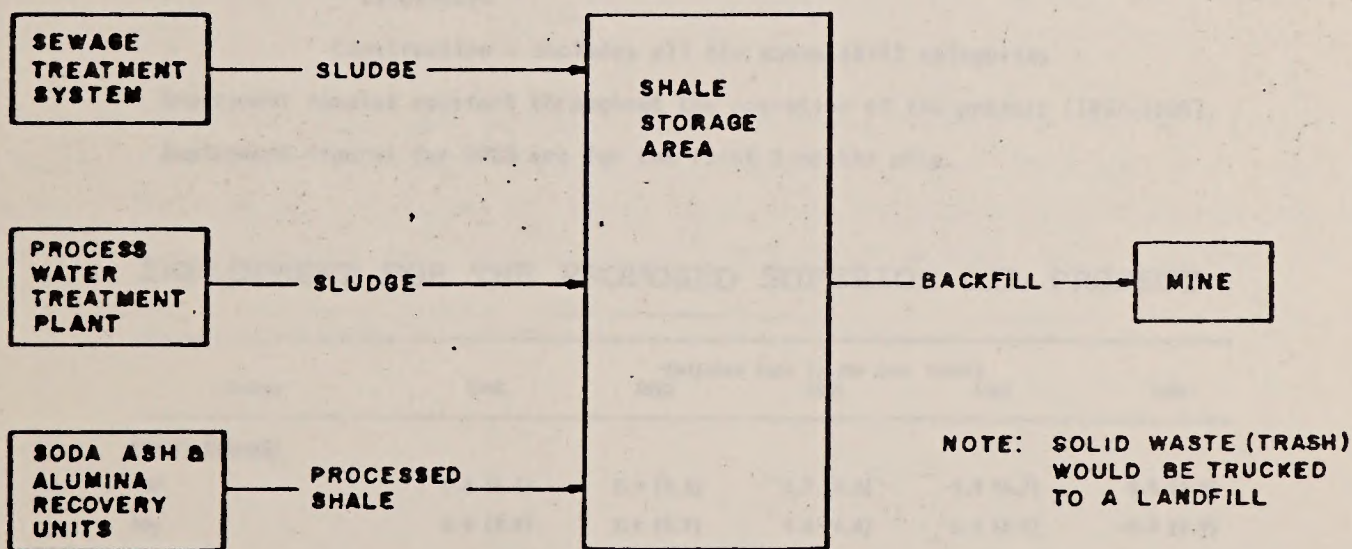 SEWAGE
TREATMENT
SYSTEM
SLUDGE
SHALE
STORAGE
AREA
PROCESS
WATER
TREATMENT
PLANT
SLUDGE
BACKFILL
MINE
SODA ASH &
ALUMINA
RECOVERY
UNITS
PROCESSED
SHALE
NOTE: SOLID WASTE (TRASH)
WOULD BE TRUCKED
TO A LANDFILL